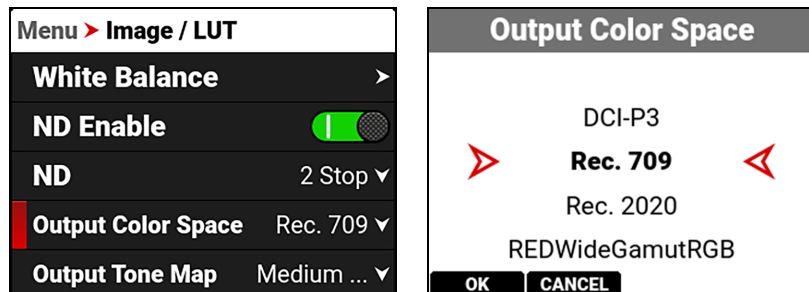 Menu > Image / LUT
White Balance
ND Enable
ND 2 Stop
Output Color Space Rec. 709
Output Tone Map Medium ...
Output Color Space
DCI-P3
Rec. 709
Rec. 2020
REDWideGamutRGB
OK CANCEL